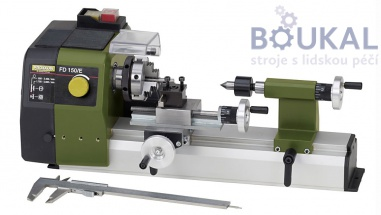 BOUKAL
stroje s lidskou péčí
PROXXON
FD 150/E